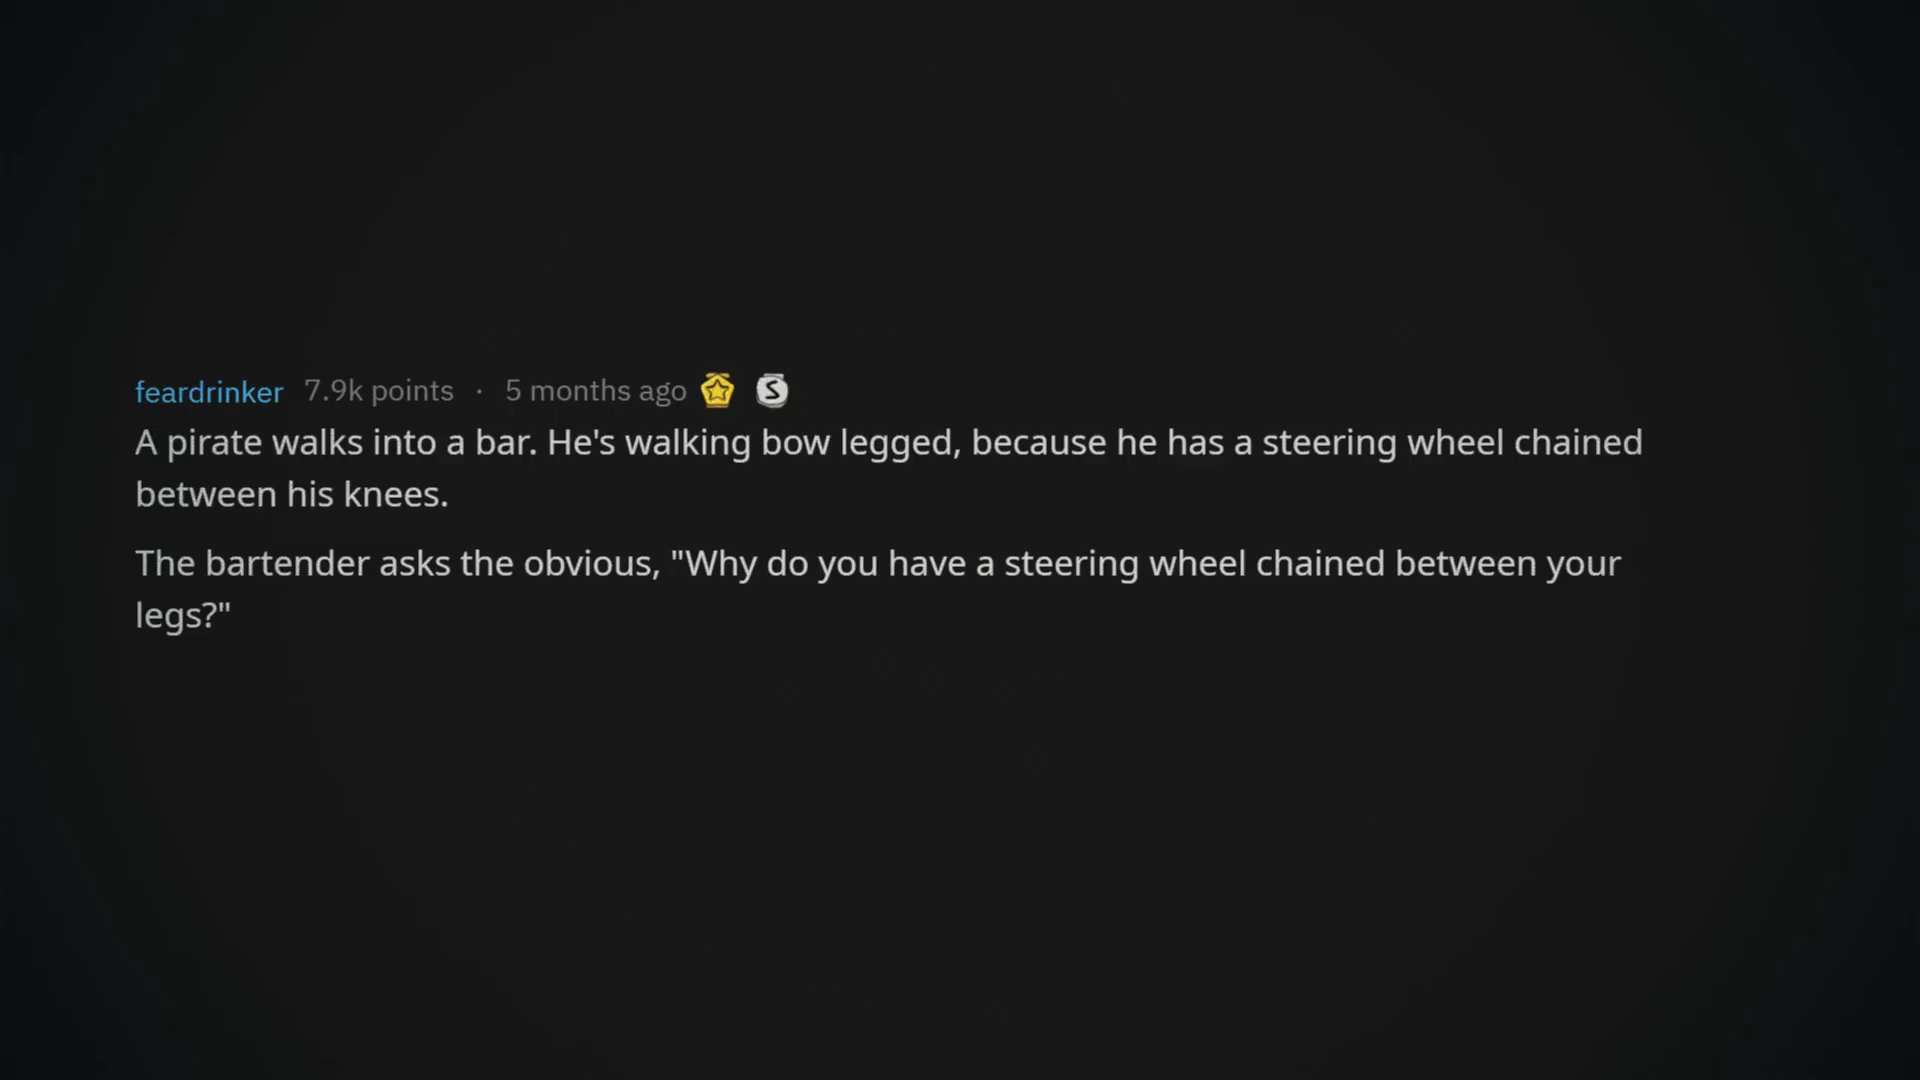 feardrinker 7.9k points · 5 months ago
A pirate walks into a bar. He's walking bow legged, because he has a steering wheel chained
between his knees.
The bartender asks the obvious, "Why do you have a steering wheel chained between your
legs?"